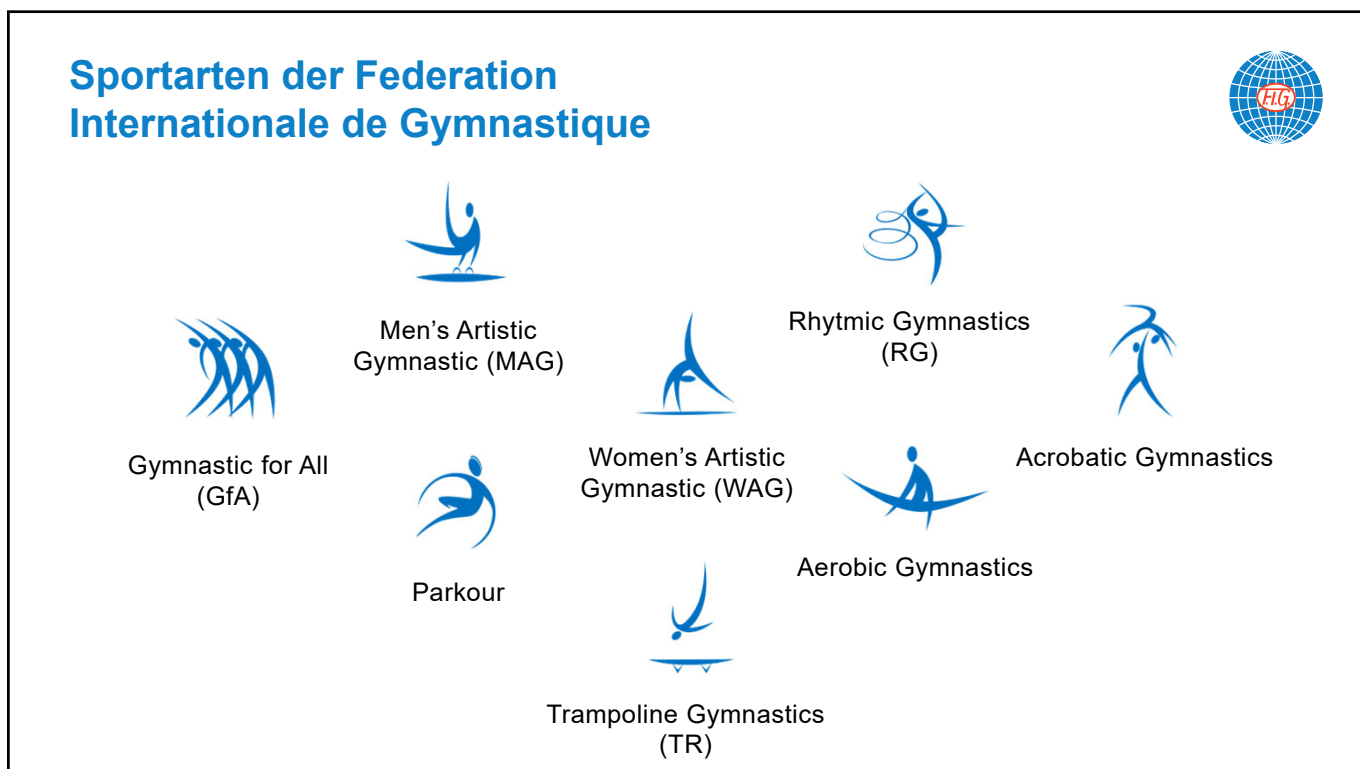 Sportarten der Federation
Internationale de Gymnastique
F.I.G.
Men’s Artistic
Gymnastic (MAG)
Rhytmic Gymnastics
(RG)
Gymnastic for All
(GfA)
Women’s Artistic
Gymnastic (WAG)
Acrobatic Gymnastics
Parkour
Aerobic Gymnastics
Trampoline Gymnastics
(TR)